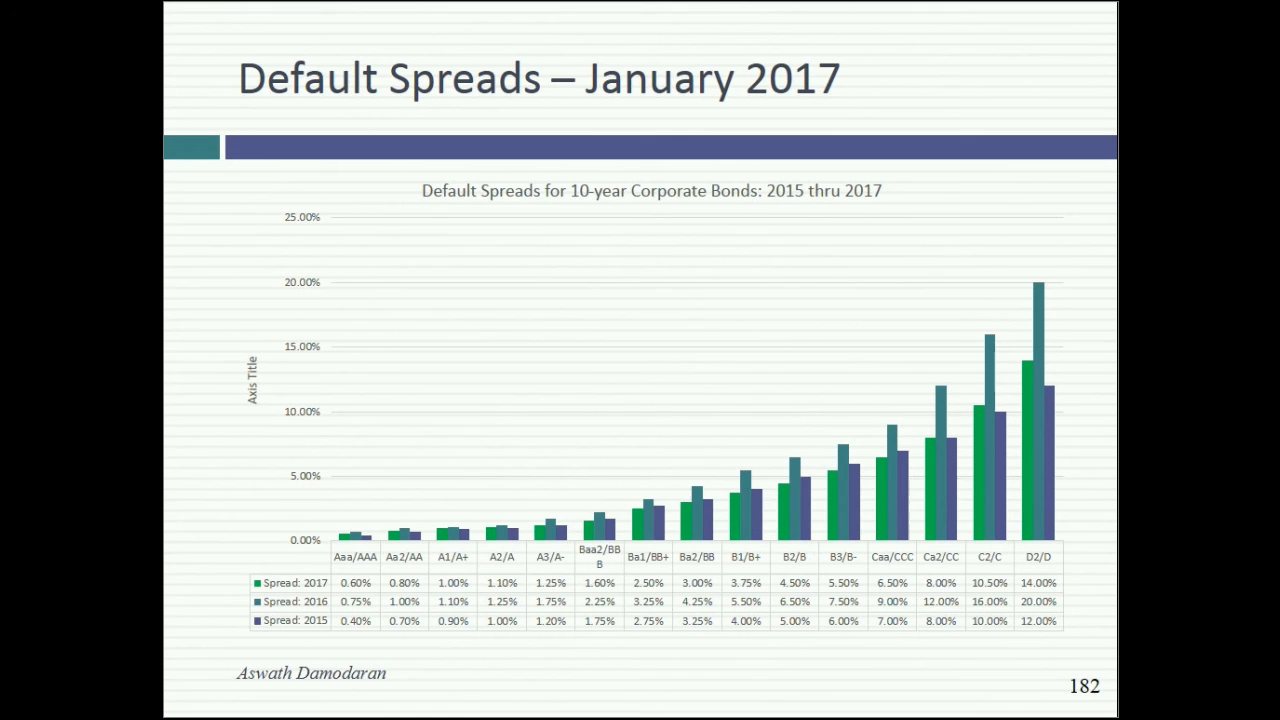 Default Spreads – January 2017
Default Spreads for 10-year Corporate Bonds: 2015 thru 2017
25.00%
20.00%
15.00%
10.00%
5.00%
0.00%
Axis Title
Aaa/AAA Aa2/AA A1/A+ A2/A A3/A- Baa2/BB B Ba1/BB+ Ba2/BB B1/B+ B2/B B3/B- Caa/CCC Ca2/CC C2/C D2/D
Spread: 2017 0.60% 0.80% 1.00% 1.10% 1.25% 1.60% 2.50% 3.00% 3.75% 4.50% 5.50% 6.50% 8.00% 10.50% 14.00%
Spread: 2016 0.75% 1.00% 1.10% 1.25% 1.75% 2.25% 3.25% 4.25% 5.50% 6.50% 7.50% 9.00% 12.00% 16.00% 20.00%
Spread: 2015 0.40% 0.70% 0.90% 1.00% 1.20% 1.75% 2.75% 3.25% 4.00% 5.00% 6.00% 7.00% 8.00% 10.00% 12.00%
Aswath Damodaran
182